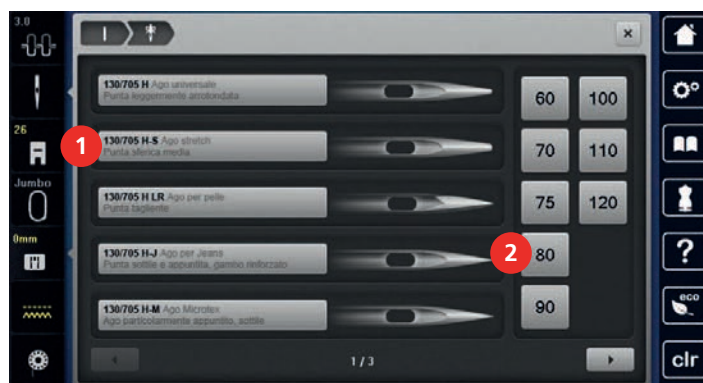 3.0
26
Jumbo
0mm
130/705 H Ago universale
Punta leggermente arrotondata
130/705 H-S Ago stretch
Punta sferica media
130/705 H LR Ago per pelle
Punta tagliente
130/705 H-J Ago per Jeans
Punta sottile e appuntita, gambo rinforzato
130/705 H-M Ago Microtex
Ago particolarmente appuntito, sottile
1
2
60 100
70 110
75 120
80
90
1 / 3
?
eco
clr